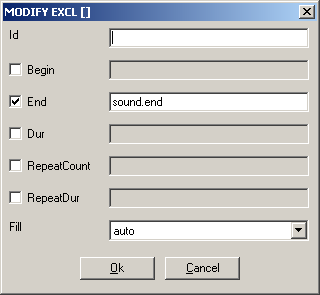 MODIFY EXCL []
Id
Begin
End sound.end
Dur
RepeatCount
RepeatDur
Fill auto
Ok Cancel